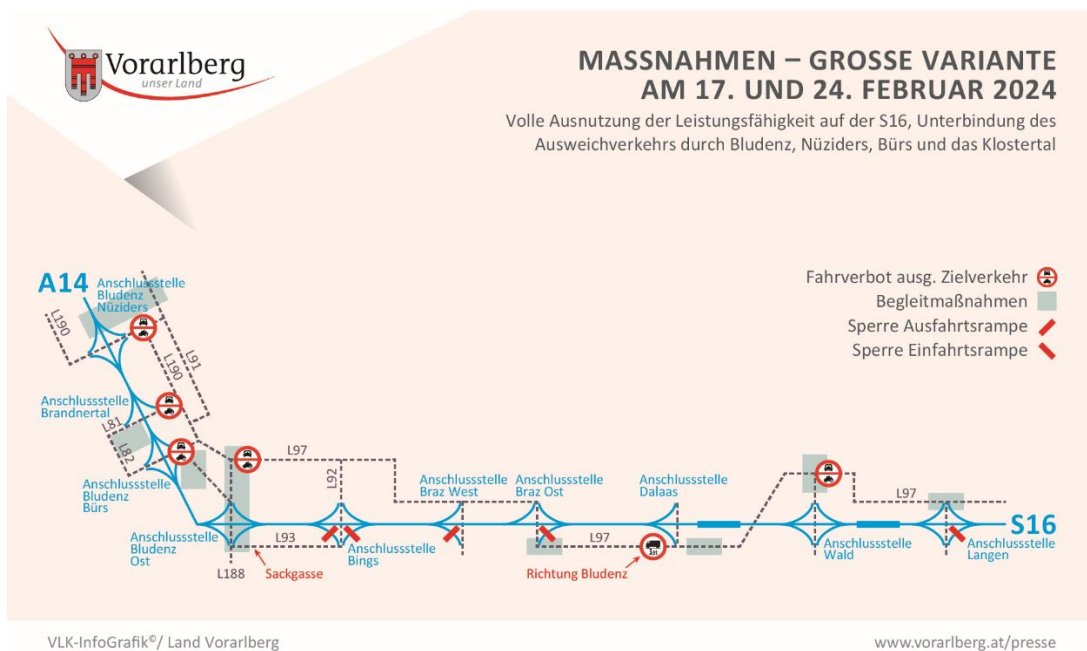 Vorarlberg
unser Land
MASSNAHMEN – GROSSE VARIANTE
AM 17. UND 24. FEBRUAR 2024
Volle Ausnutzung der Leistungsfähigkeit auf der S16, Unterbindung des
Ausweichverkehrs durch Bludenz, Nüziders, Bürs und das Klostertal
Fahrverbot ausg. Zielverkehr
Begleitmaßnahmen
Sperre Ausfahrtsrampe
Sperre Einfahrtsrampe
A14
Anschlussstelle
Bludenz
Nüziders
L190
L190
L91
Anschlussstelle
Brandnertal
L81
L82
Anschlussstelle
Bludenz
Bürs
L97
L92
Anschlussstelle
Braz West
Anschlussstelle
Braz Ost
Anschlussstelle
Dalaas
L97
S16
Anschlussstelle
Bludenz
Ost
L93
Anschlussstelle
Bings
L97
Anschlussstelle
Wald
Anschlussstelle
Langen
L188
Sackgasse
Richtung Bludenz
VLK-InfoGrafik©/ Land Vorarlberg
www.vorarlberg.at/presse